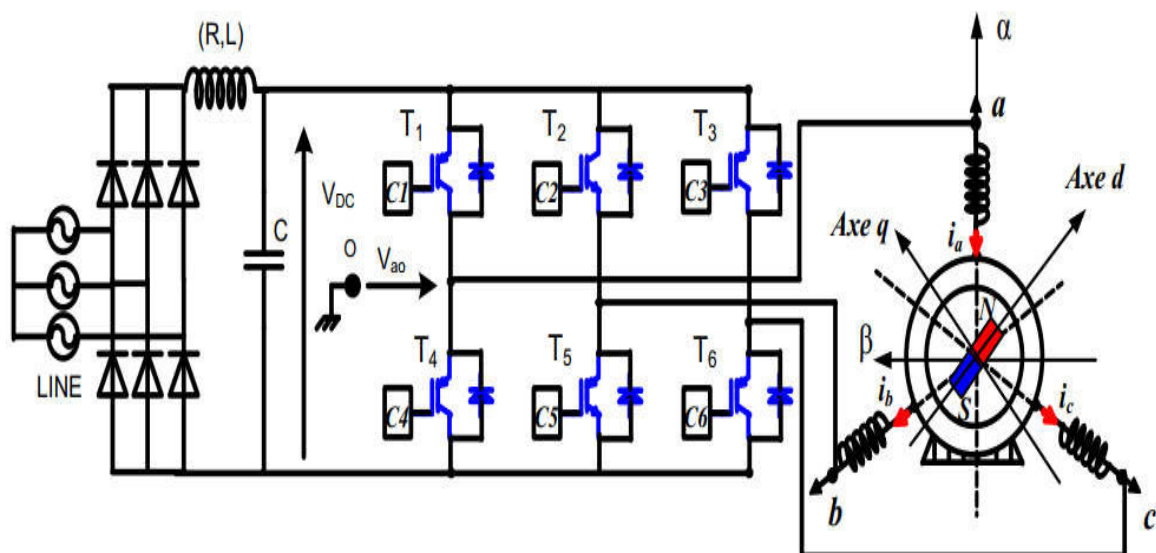 (R,L)
α
a
T1
T2
T3
C1
C2
C3
Axe d
Axe q
VDC
C
O
Vao
ia
N
β
LINE
T4
T5
T6
S
ib
ic
C4
C5
C6
b
c